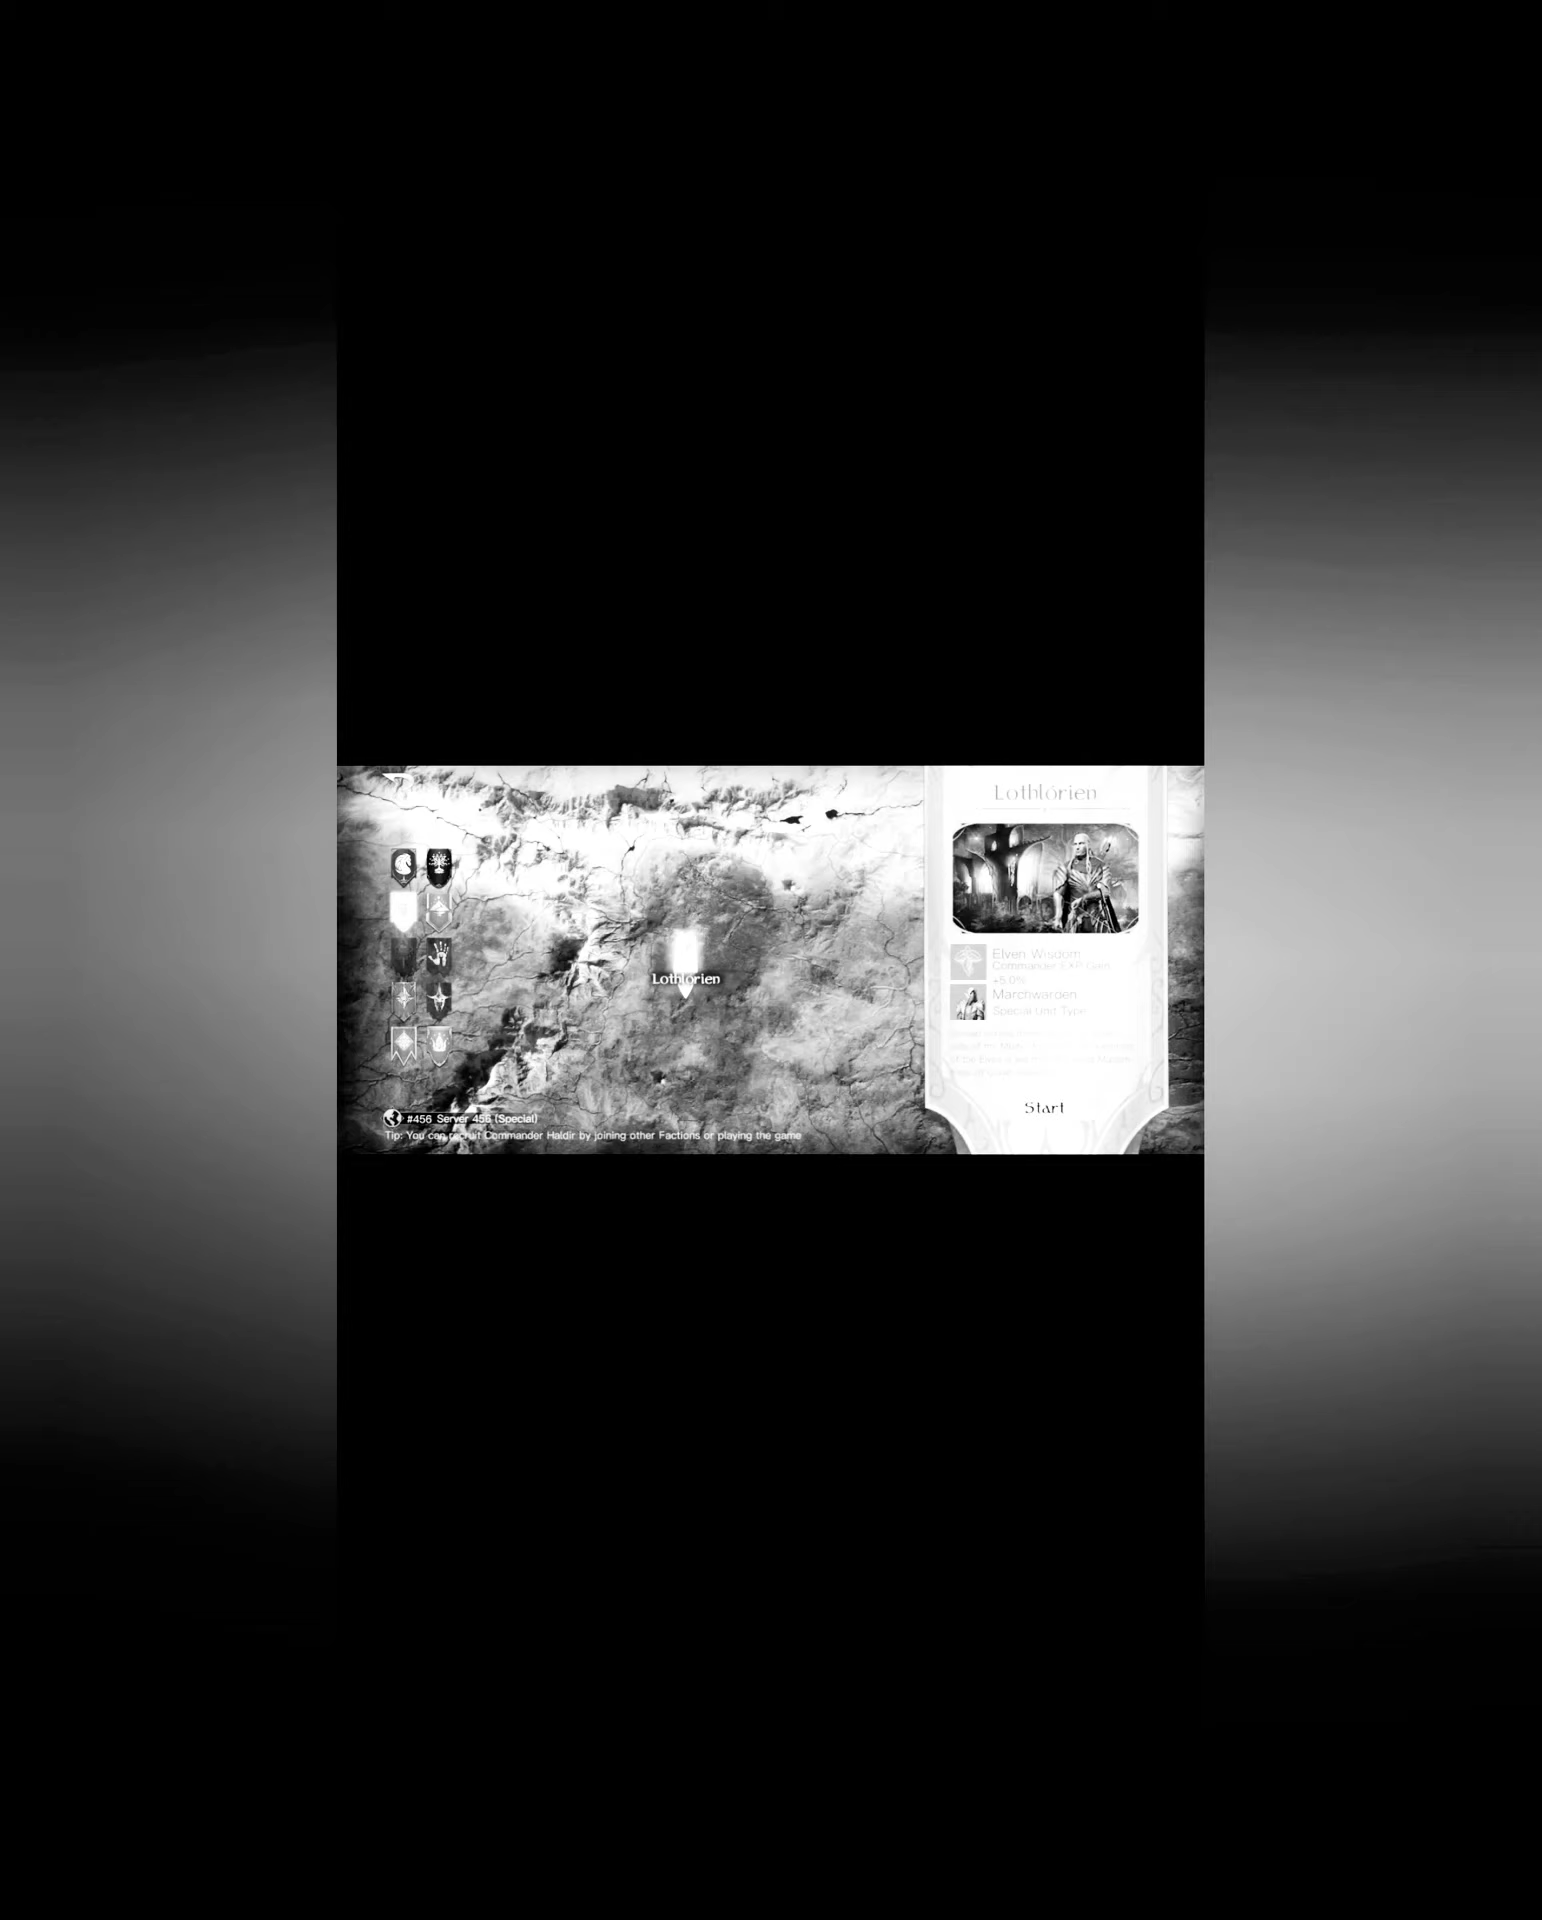 Lothlórien
Elven Wisdom
Commander EXP Gain
+5.0%
Lothlórien
Marchwarden
Special Unit Type
Start
#456 Server 456 (Special)
Tip: You can recruit Commander Haldir by joining other Factions or playing the game